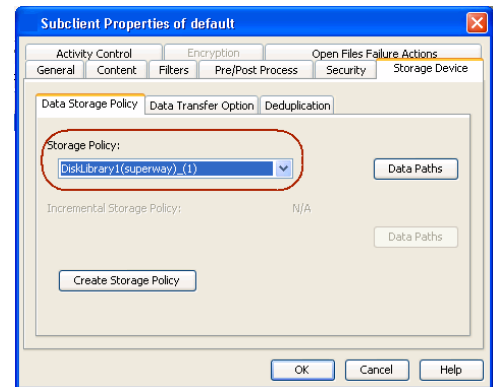 Subclient Properties of default
Activity Control Encryption Open Files Failure Actions
General Content Filters Pre/Post Process Security Storage Device
Data Storage Policy Data Transfer Option Deduplication
Storage Policy:
DiskLibrary1(superway)_(1) Data Paths
Incremental Storage Policy: N/A
Data Paths
Create Storage Policy
OK Cancel Help